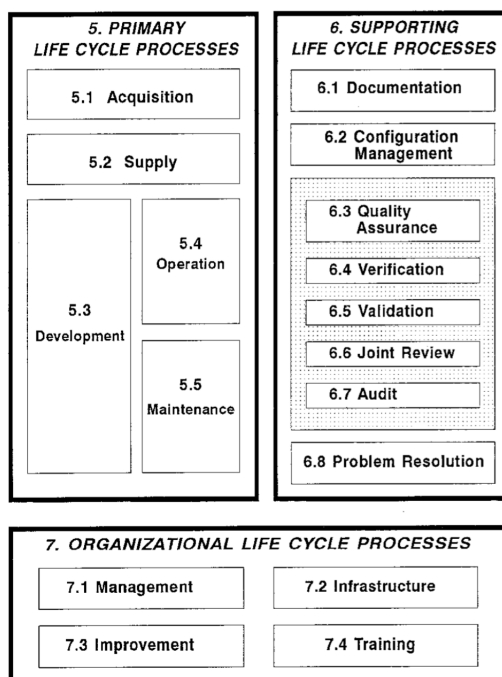 5. PRIMARY
LIFE CYCLE PROCESSES
5.1 Acquisition
5.2 Supply
5.3
Development
5.4
Operation
5.5
Maintenance
6. SUPPORTING
LIFE CYCLE PROCESSES
6.1 Documentation
6.2 Configuration
Management
6.3 Quality
Assurance
6.4 Verification
6.5 Validation
6.6 Joint Review
6.7 Audit
6.8 Problem Resolution
7. ORGANIZATIONAL LIFE CYCLE PROCESSES
7.1 Management
7.2 Infrastructure
7.3 Improvement
7.4 Training